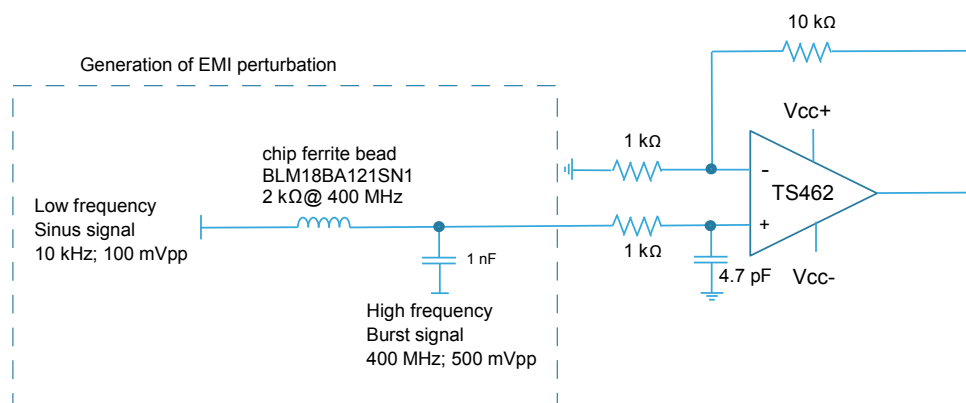 10 kΩ
Generation of EMI perturbation
Vcc+
1 kΩ
chip ferrite bead
BLM18BA121SN1
2 kΩ@ 400 MHz
-
TS462
Low frequency
Sinus signal
10 kHz; 100 mVpp
+
1 kΩ
1 nF
4.7 pF
Vcc-
High frequency
Burst signal
400 MHz; 500 mVpp